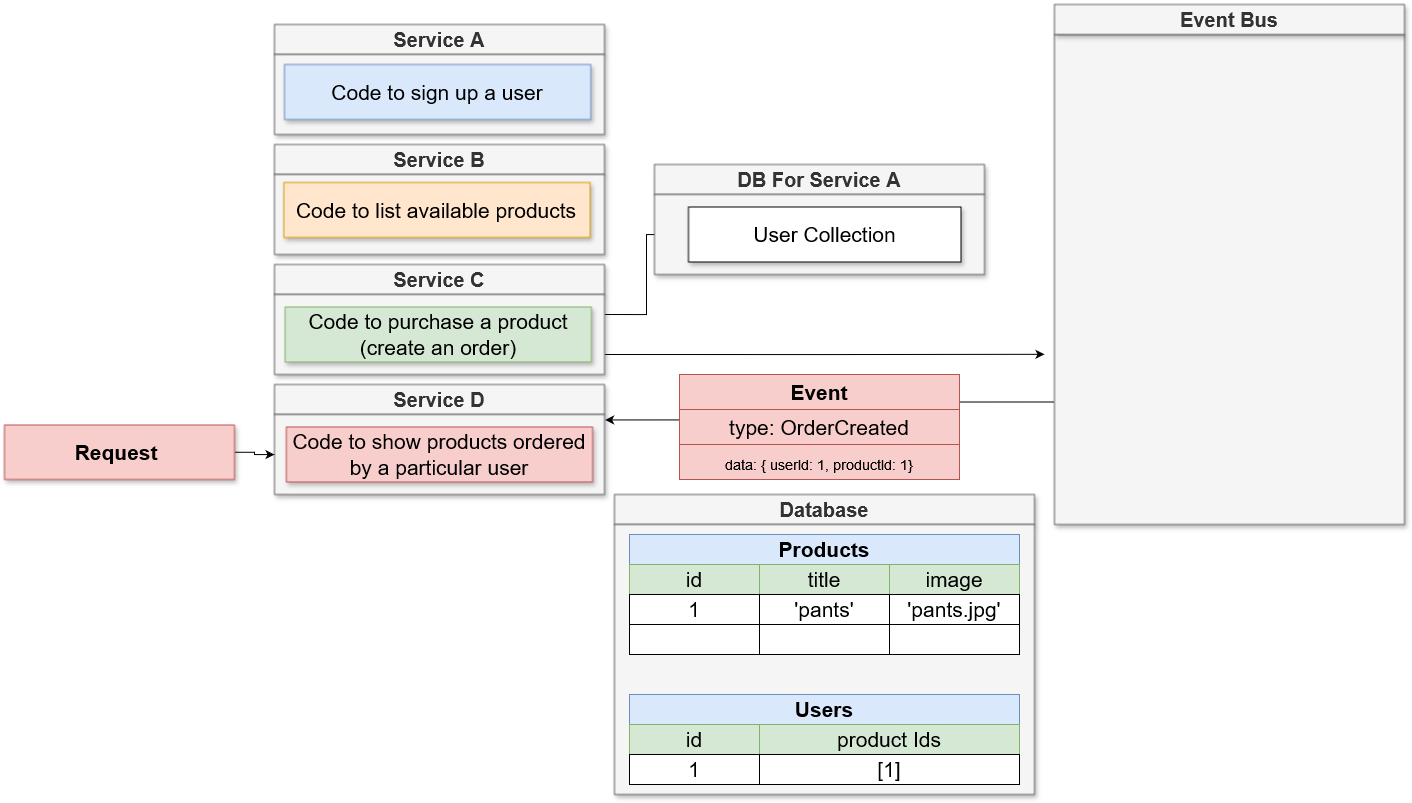 Service A
Code to sign up a user
Service B
Code to list available products
Service C
Code to purchase a product
(create an order)
Service D
Code to show products ordered
by a particular user
Request
DB For Service A
User Collection
Event Bus
Event
type: OrderCreated
data: { userId: 1, productId: 1}
Database
Products
id title image
1 'pants' 'pants.jpg'
Users
id product Ids
1 [1]